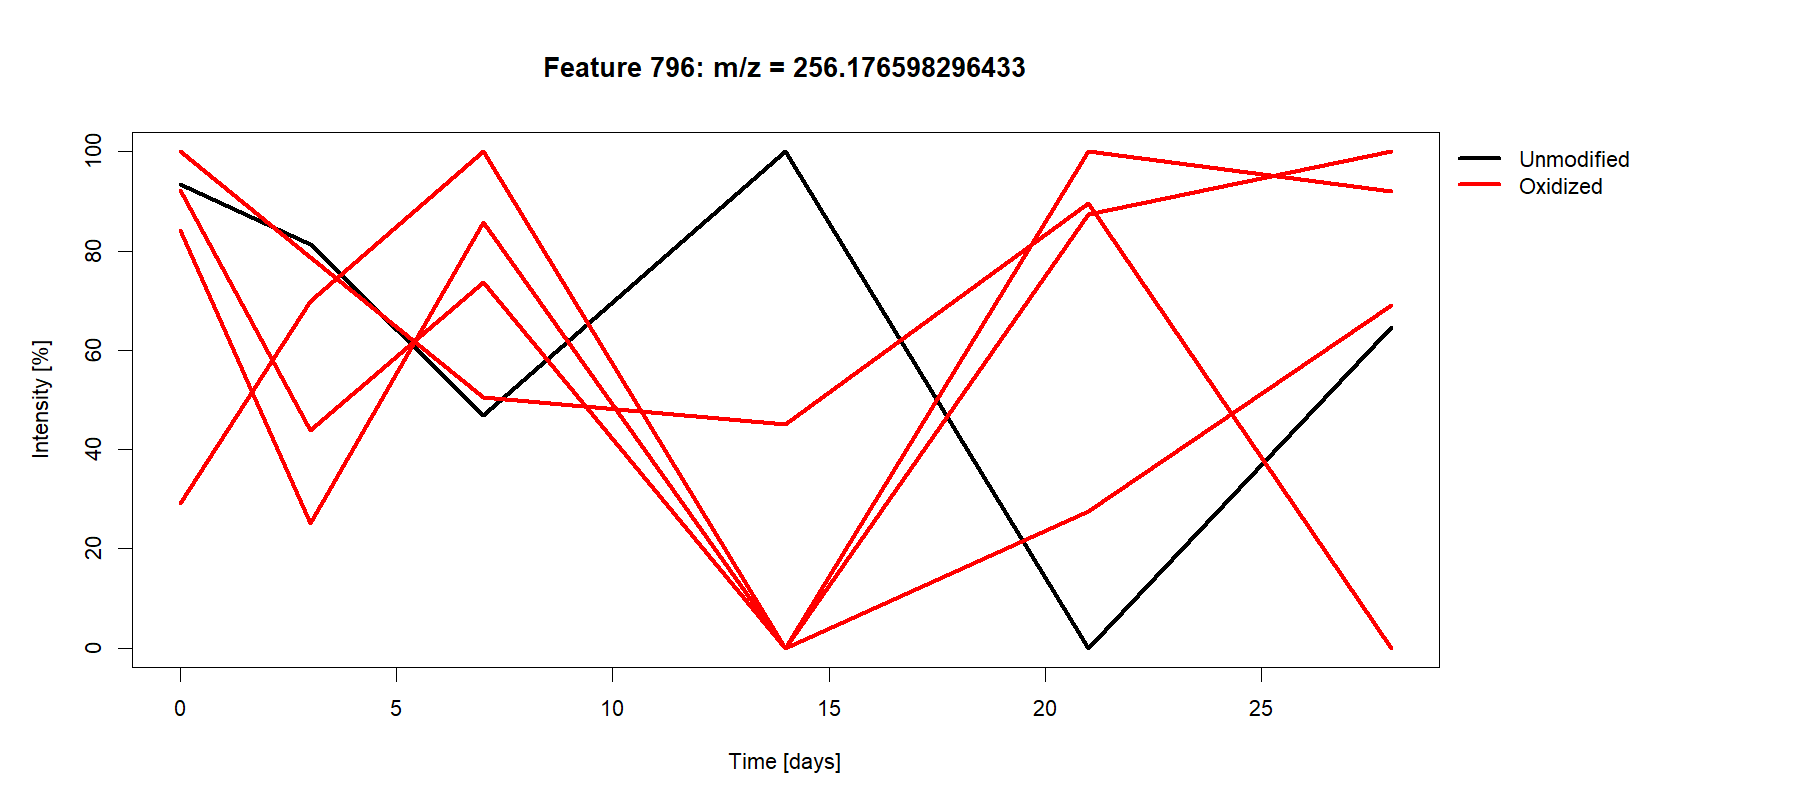 Feature 796: m/z = 256.176598296433
Unmodified
Oxidized
Intensity [%]
100
80
60
40
20
0
0 5 10 15 20 25
Time [days]